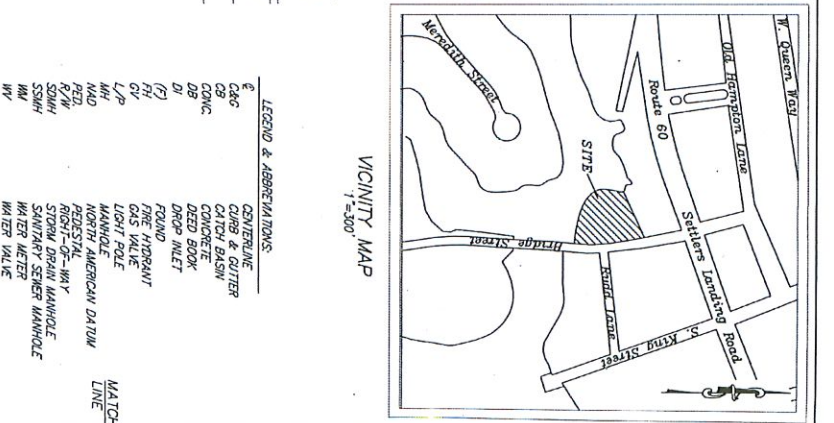 W. Queen Way
Old Hampton Lane
Route 60
Settlers Landing Road
Meredith Street
SITE
Bridge Street
Rudd Lane
S. King Street
VICINITY MAP
1"=300'
LEGEND & ABBREVIATIONS:
℄ CENTERLINE
C&G CURB & GUTTER
CB CATCH BASIN
CONC. CONCRETE
DB DEED BOOK
DI DROP INLET
(F) FOUND
FH FIRE HYDRANT
GV GAS VALVE
L/P LIGHT POLE
MH MANHOLE
NAD NORTH AMERICAN DATUM
PED. PEDESTAL
R/W RIGHT-OF-WAY
SDMH STORM DRAIN MANHOLE
SSMH SANITARY SEWER MANHOLE
WM WATER METER
WV WATER VALVE
MATCH
LINE